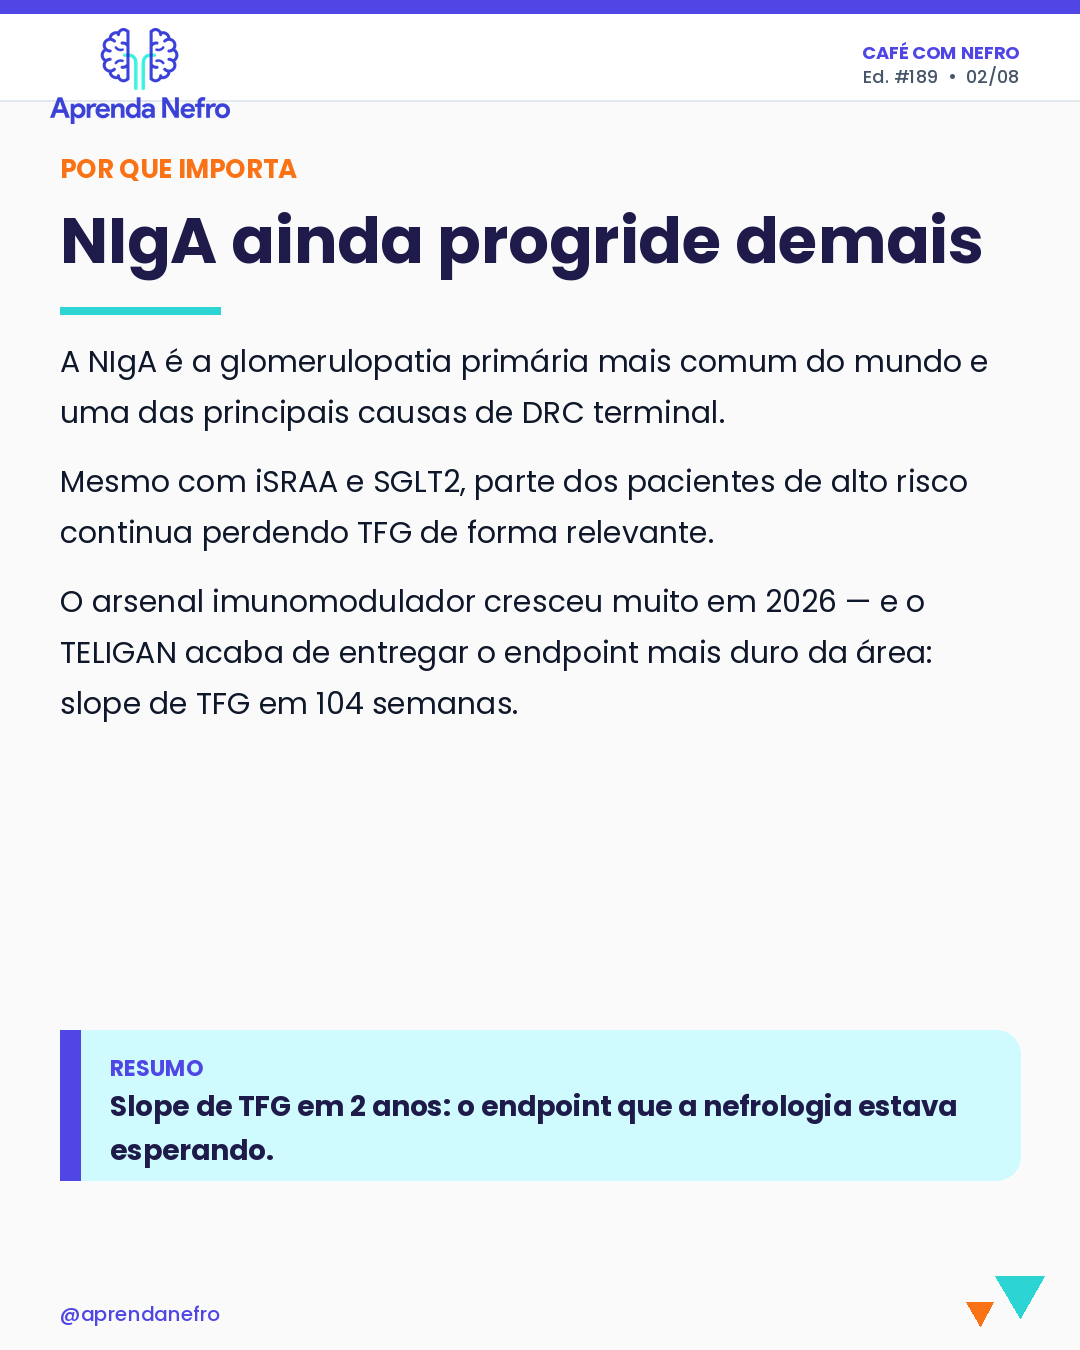 Aprenda Nefro
CAFÉ COM NEFRO
Ed. #189 • 02/08
POR QUE IMPORTA
NIgA ainda progride demais
A NIgA é a glomerulopatia primária mais comum do mundo e
uma das principais causas de DRC terminal.
Mesmo com iSRAA e SGLT2, parte dos pacientes de alto risco
continua perdendo TFG de forma relevante.
O arsenal imunomodulador cresceu muito em 2026 — e o
TELIGAN acaba de entregar o endpoint mais duro da área:
slope de TFG em 104 semanas.
RESUMO
Slope de TFG em 2 anos: o endpoint que a nefrologia estava
esperando.
@aprendanefro